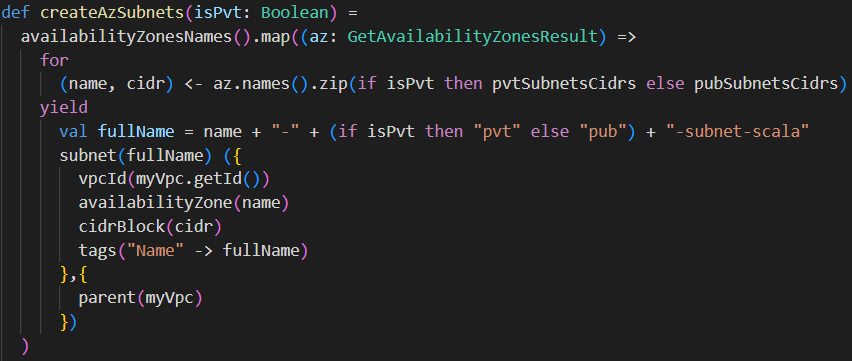 def createAzSubnets(isPvt: Boolean) =
  availabilityZonesNames().map((az: GetAvailabilityZonesResult) =>
    for
      (name, cidr) <- az.names().zip(if isPvt then pvtSubnetsCidrs else pubSubnetsCidrs)
    yield
      val fullName = name + "-" + (if isPvt then "pvt" else "pub") + "-subnet-scala"
      subnet(fullName) ({
        vpcId(myVpc.getId())
        availabilityZone(name)
        cidrBlock(cidr)
        tags("Name" -> fullName)
      },{
        parent(myVpc)
      })
  )